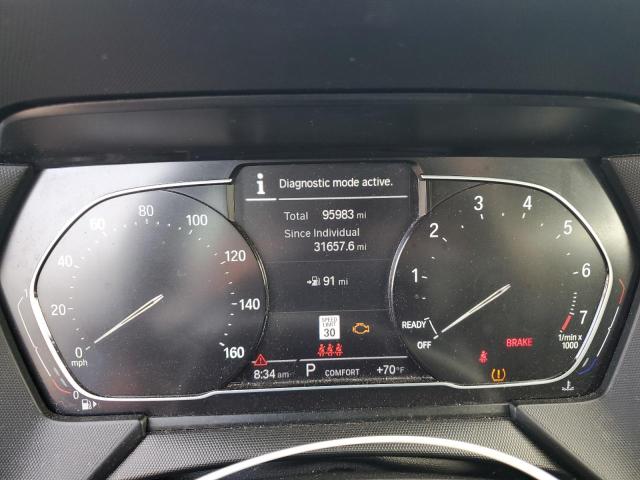 i Diagnostic mode active.
Total 95983 mi
Since Individual
31657.6 mi
91 mi
SPEED
LIMIT
30
8:34 am P COMFORT +70°F
0 20 40 60 80 100 120 140 160
mph
1
0
READY
OFF
1 2 3 4 5 6 7
1/min x
1000
BRAKE